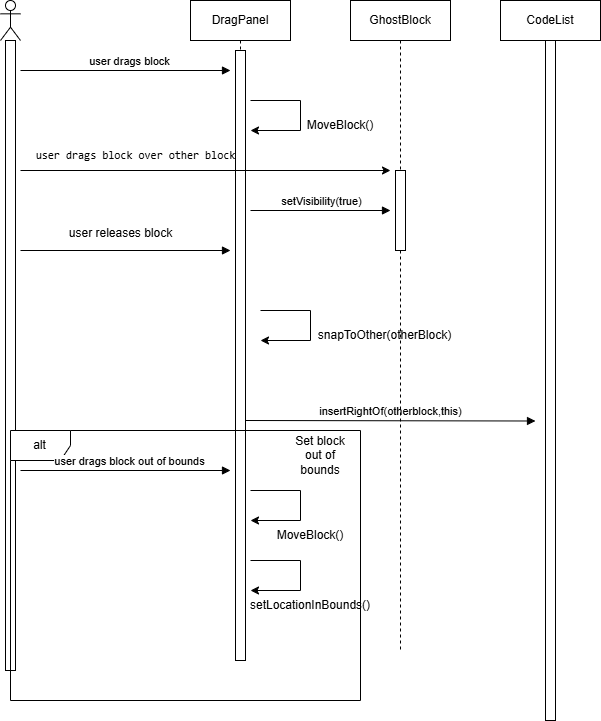 DragPanel
GhostBlock
CodeList
user drags block
MoveBlock()
user drags block over other block
setVisibility(true)
user releases block
snapToOther(otherBlock)
insertRightOf(otherblock,this)
alt
Set block
out of
bounds
user drags block out of bounds
MoveBlock()
setLocationInBounds()